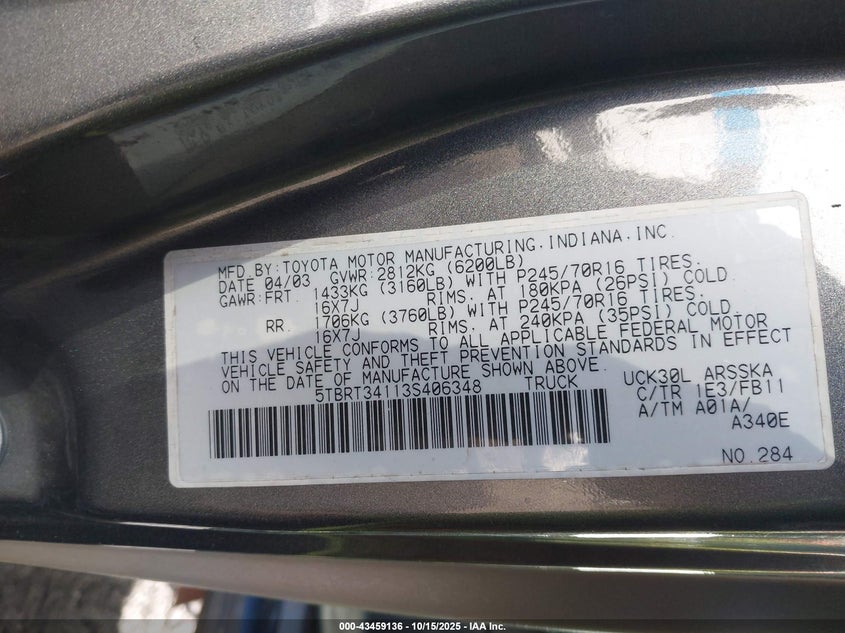 MFD.BY:TOYOTA MOTOR MANUFACTURING.INDIANA.INC.
DATE 04/03 GVWR:2812KG (6200LB)
GAWR:FRT. 1433KG (3160LB) WITH P245/70R16 TIRES.
16X7J RIMS. AT 180KPA (26PSI) COLD.
RR. 1706KG (3760LB) WITH P245/70R16 TIRES.
16X7J RIMS. AT 240KPA (35PSI) COLD.
THIS VEHICLE CONFORMS TO ALL APPLICABLE FEDERAL MOTOR
VEHICLE SAFETY AND THEFT PREVENTION STANDARDS IN EFFECT
ON THE DATE OF MANUFACTURE SHOWN ABOVE.
5TBRT34113S406348 TRUCK
UCK30L ARSSKA
C/TR 1E3/FB11
A/TM A01A/
A340E
NO.284
000-43459136 - 10/15/2025 - IAA Inc.